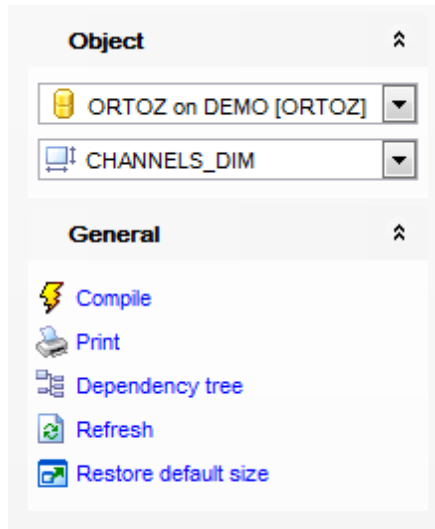 Object
ORTOZ on DEMO [ORTOZ]
CHANNELS_DIM
General
Compile
Print
Dependency tree
Refresh
Restore default size